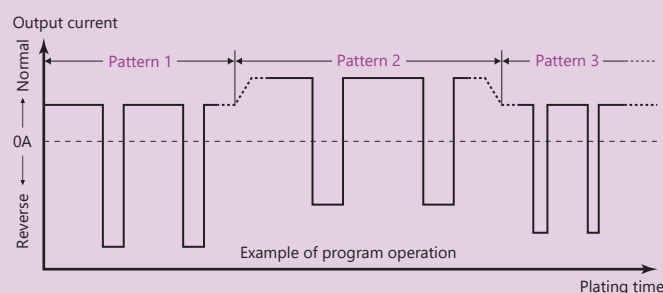 Output current
Normal
Pattern 1
Pattern 2
Pattern 3
0A
Reverse
Example of program operation
Plating time